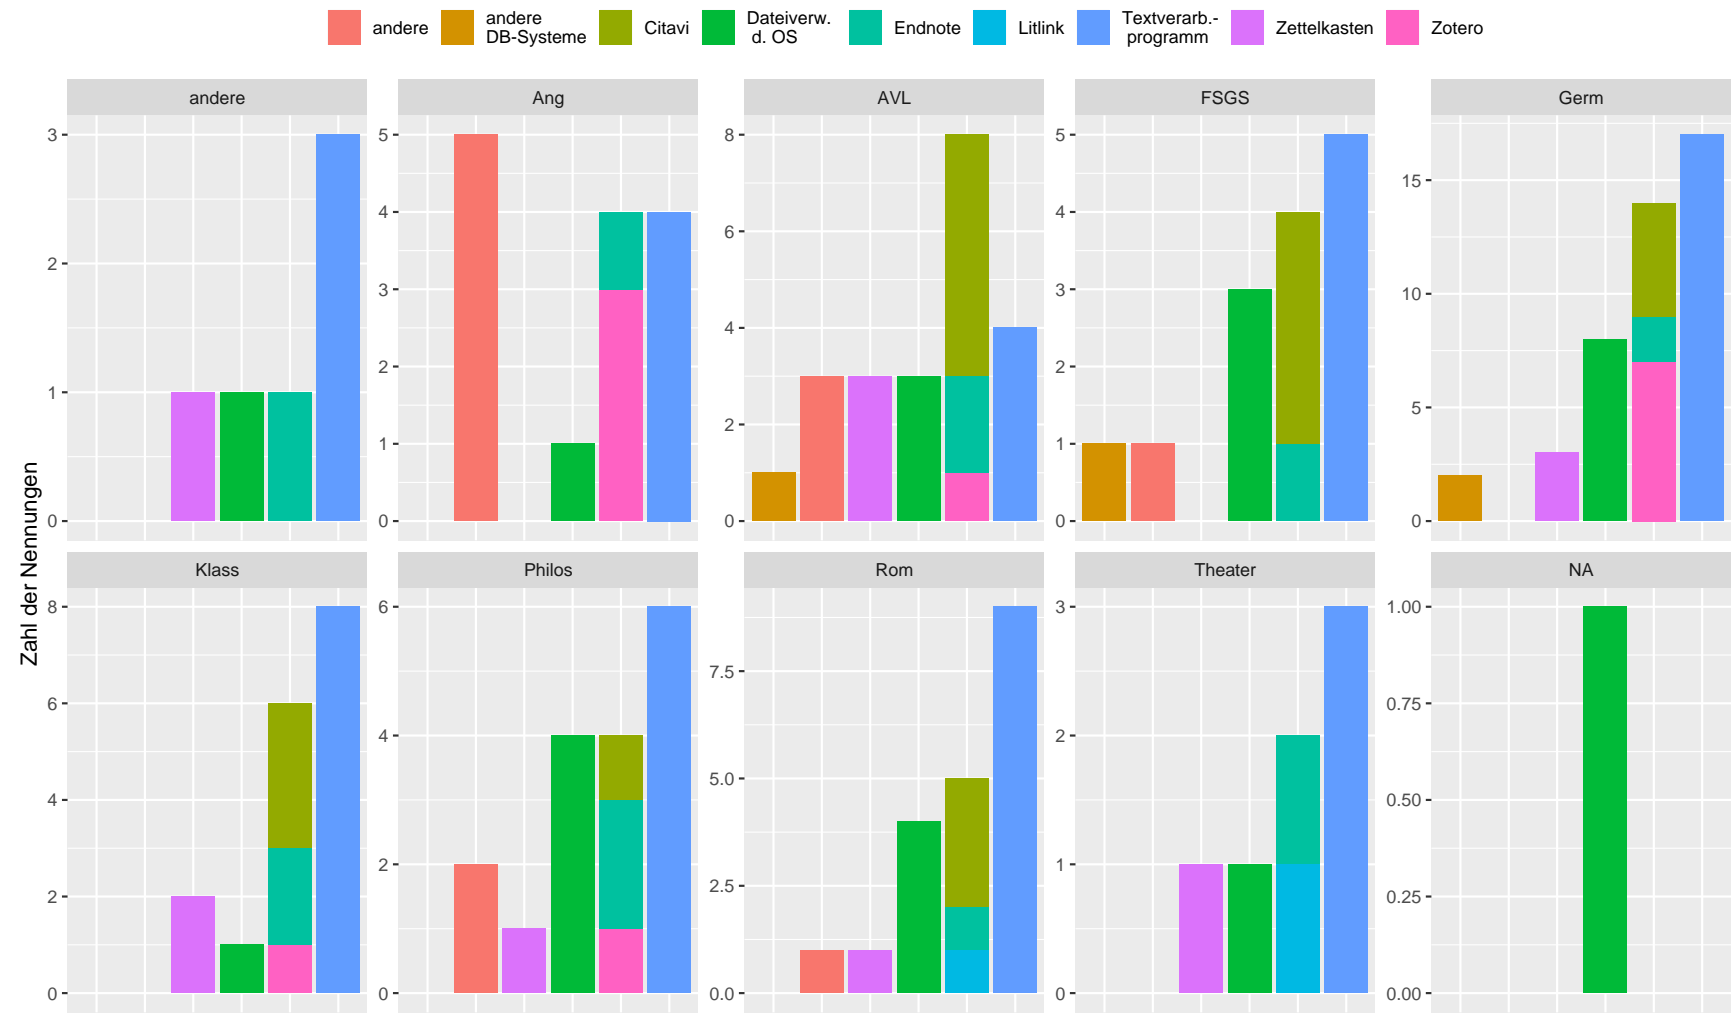 andere
andere
DB-Systeme
Citavi
Dateiverw.
d. OS
Endnote
Litlink
Textverarb.-
programm
Zettelkasten
Zotero
Zahl der Nennungen
andere
3
2
1
0
Ang
5
4
3
2
1
0
AVL
8
6
4
2
0
FSGS
5
4
3
2
1
0
Germ
15
10
5
0
Klass
8
6
4
2
0
Philos
6
4
2
0
Rom
7.5
5.0
2.5
0.0
Theater
3
2
1
0
NA
1.00
0.75
0.50
0.25
0.00